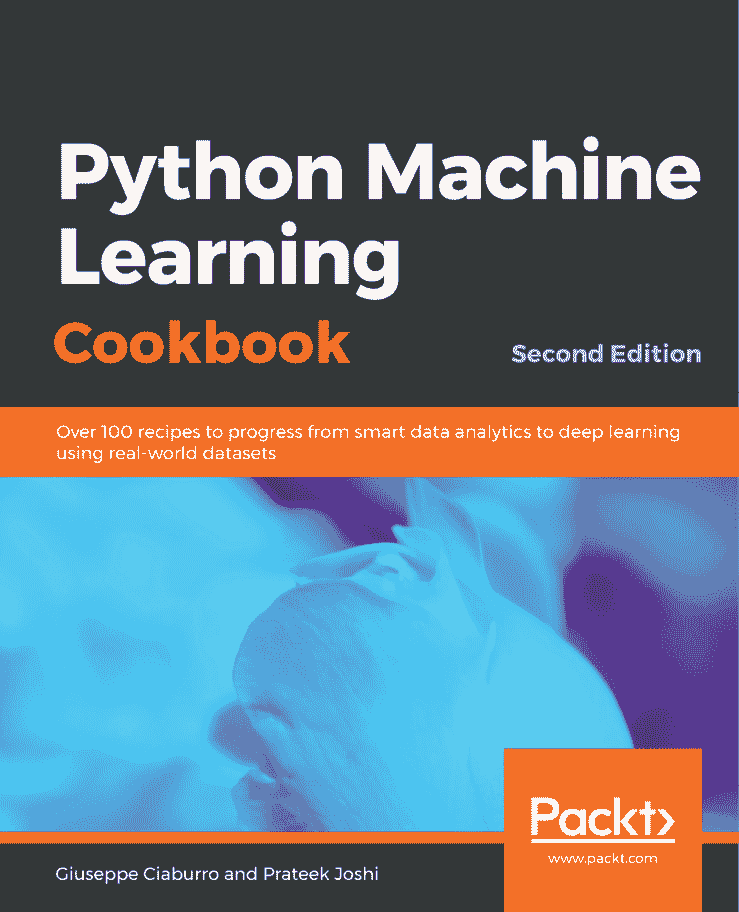 Python Machine
Learning
Cookbook
Second Edition
Over 100 recipes to progress from smart data analytics to deep learning
using real-world datasets
Packt>
www.packt.com
Giuseppe Ciaburro and Prateek Joshi